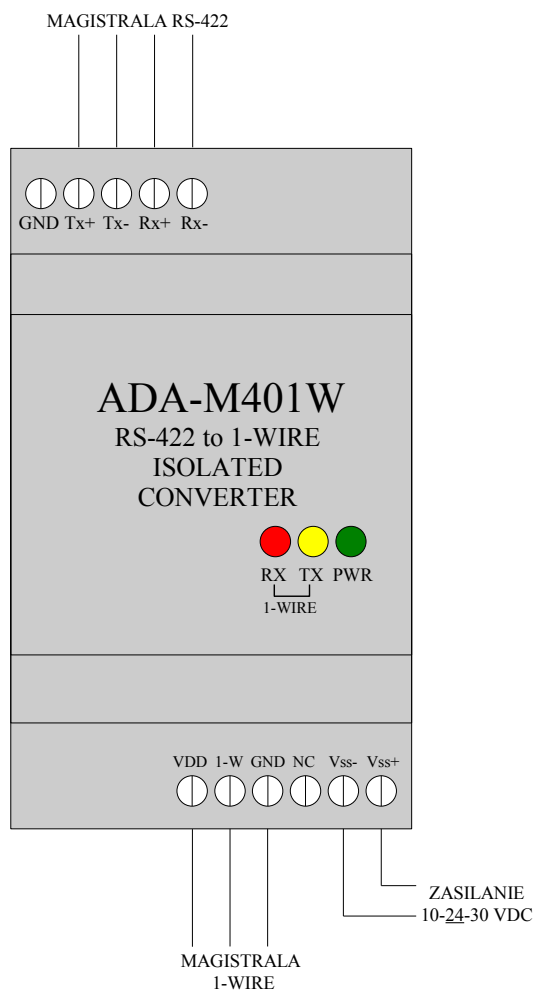 MAGISTRALA RS-422
GND Tx+ Tx- Rx+ Rx-
ADA-M401W
RS-422 to 1-WIRE
ISOLATED
CONVERTER
RX TX PWR
1-WIRE
VDD 1-W GND NC Vss- Vss+
ZASILANIE
10-24-30 VDC
MAGISTRALA
1-WIRE